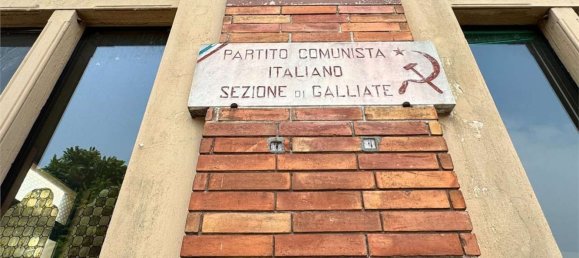 PARTITO COMUNISTA
ITALIANO
SEZIONE DI GALLIATE